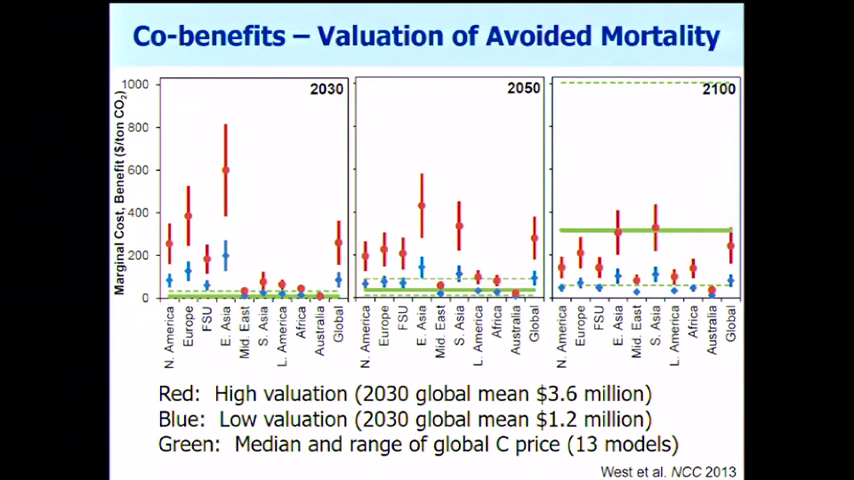 Co-benefits – Valuation of Avoided Mortality
Marginal Cost, Benefit ($/ton CO2)
1000
800
600
400
200
0
2030
2050
2100
N. America
Europe
FSU
E. Asia
Mid. East
S. Asia
L. America
Africa
Australia
Global
N. America
Europe
FSU
E. Asia
Mid. East
S. Asia
L. America
Africa
Australia
Global
N. America
Europe
FSU
E. Asia
Mid. East
S. Asia
L. America
Africa
Australia
Global
Red: High valuation (2030 global mean $3.6 million)
Blue: Low valuation (2030 global mean $1.2 million)
Green: Median and range of global C price (13 models)
West et al. NCC 2013